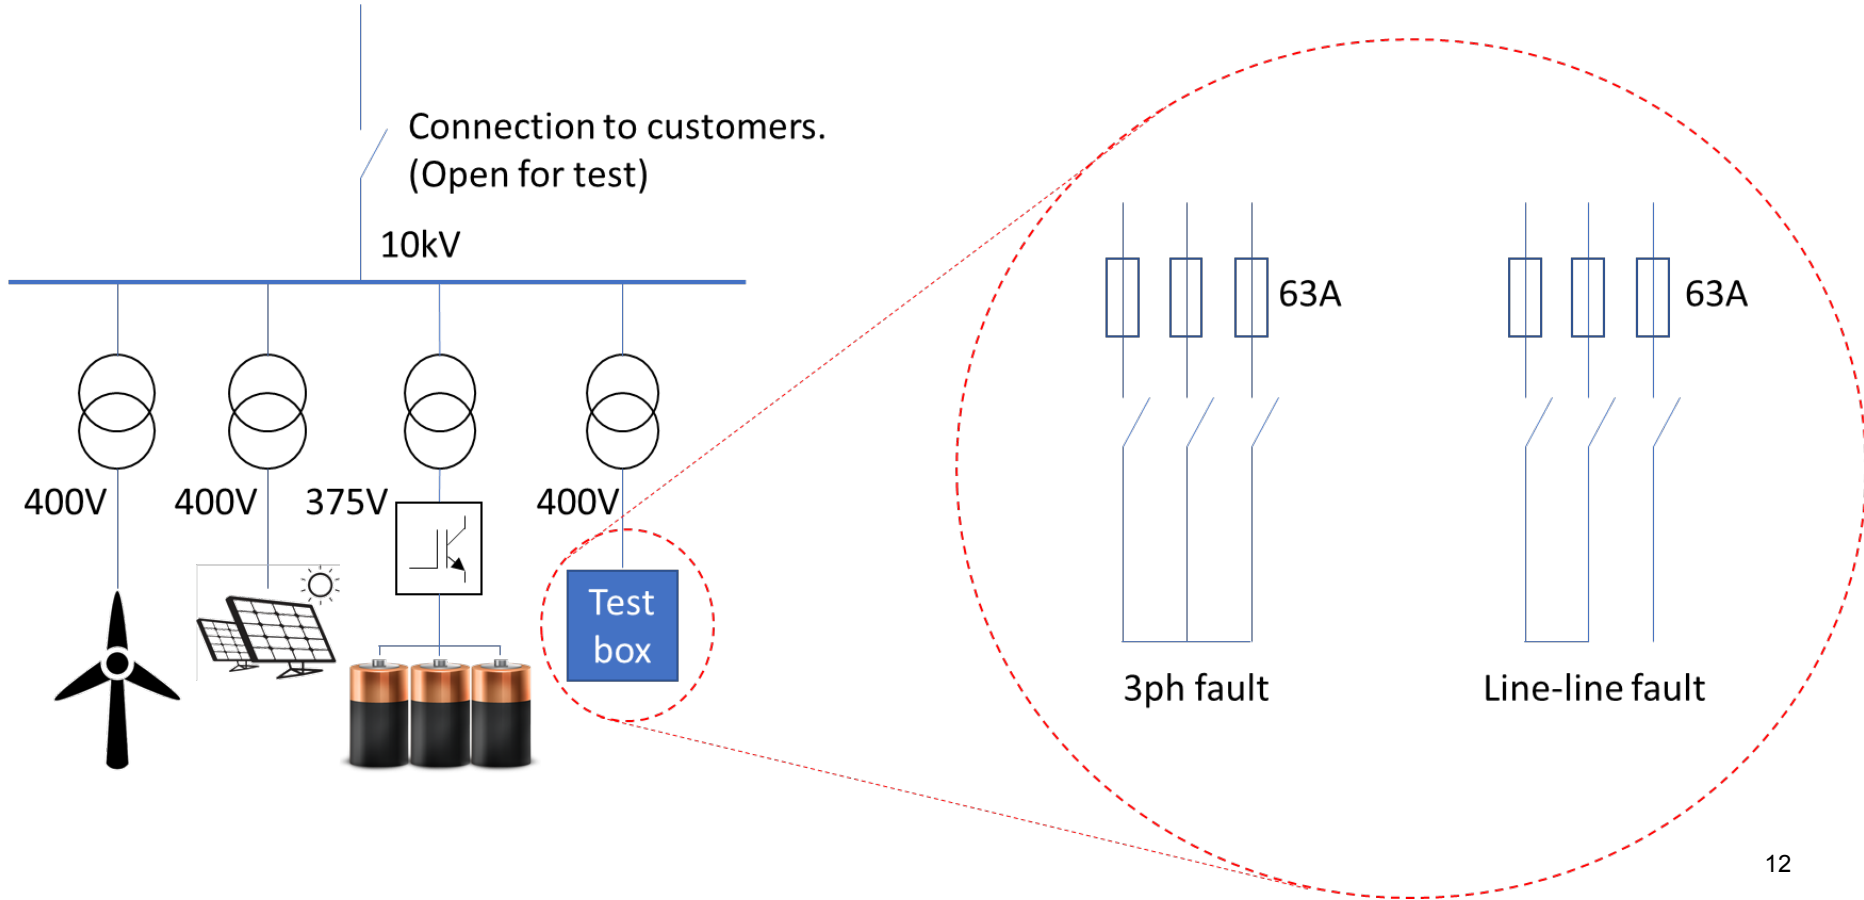 Connection to customers.
(Open for test)
10kV
400V
400V
375V
400V
Test
box
63A
63A
3ph fault
Line-line fault
12